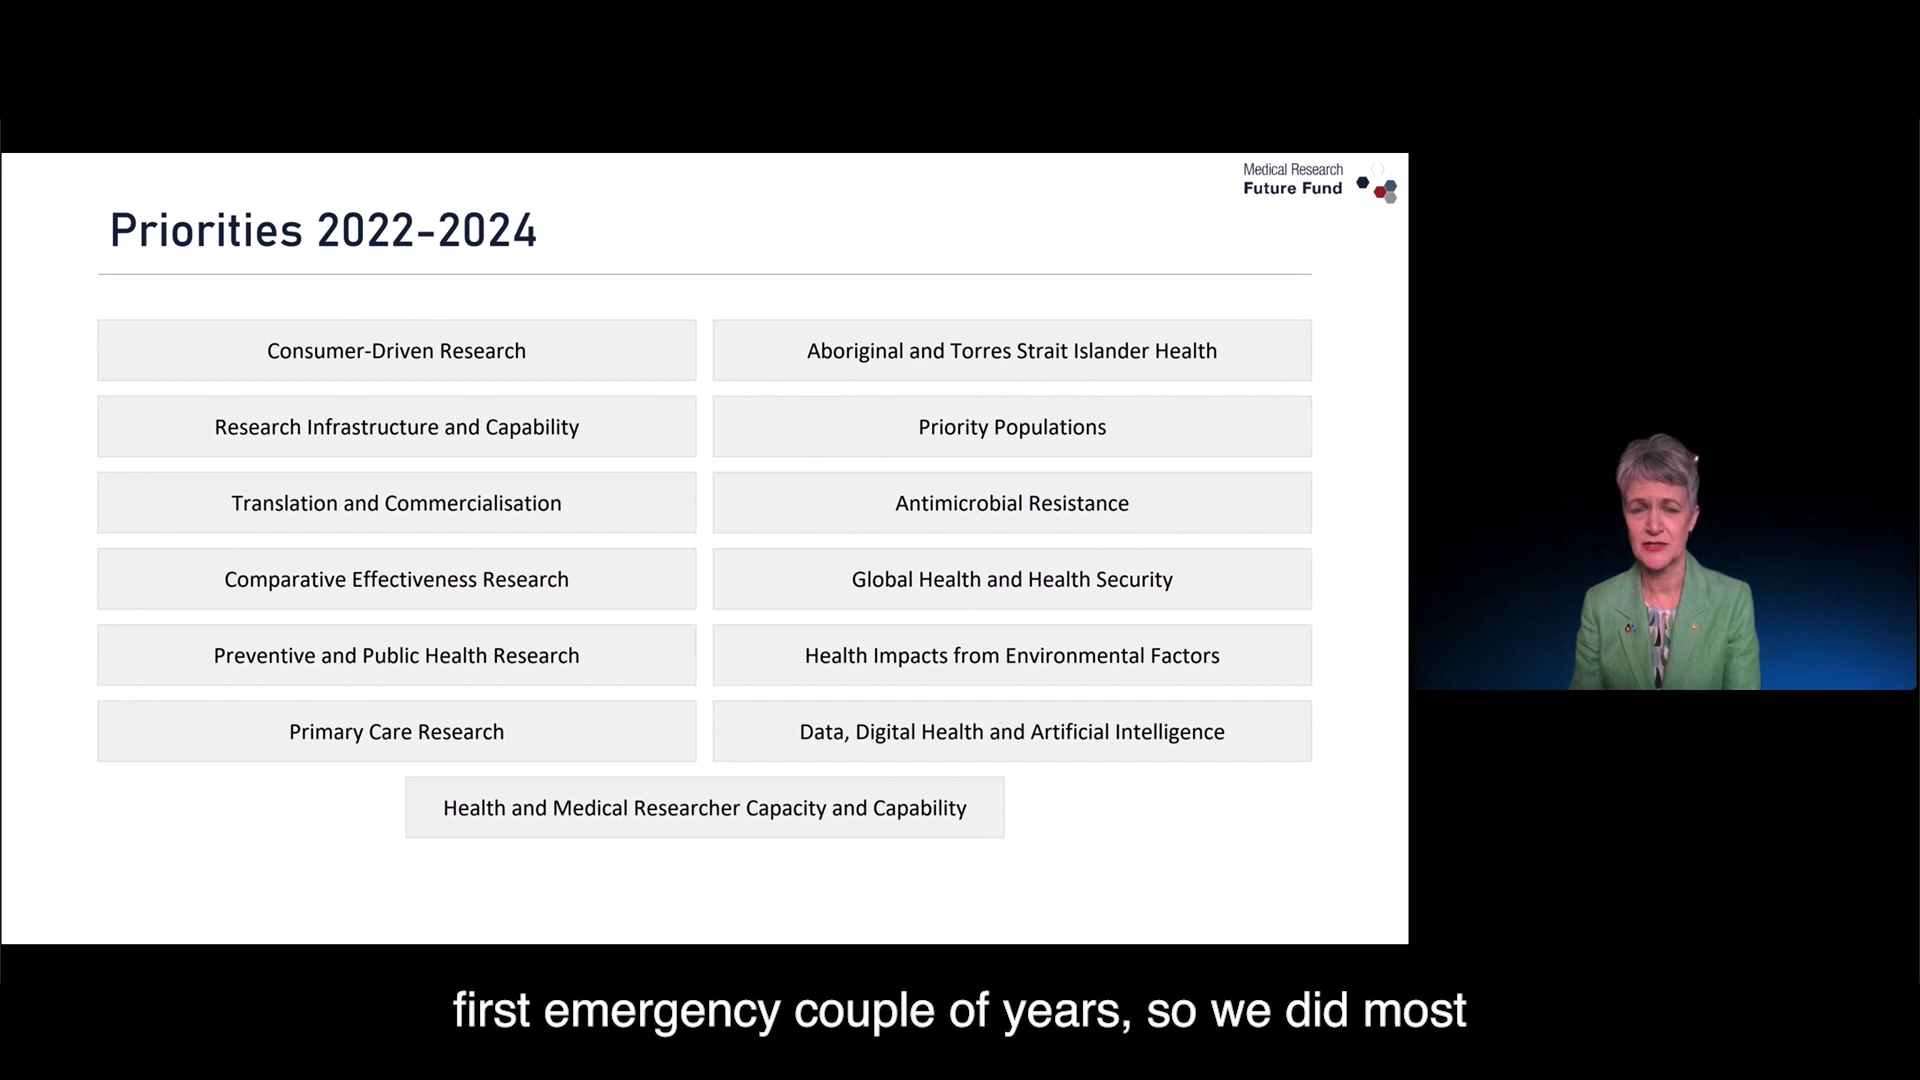 Medical Research
Future Fund
Priorities 2022-2024
Consumer-Driven Research
Aboriginal and Torres Strait Islander Health
Research Infrastructure and Capability
Priority Populations
Translation and Commercialisation
Antimicrobial Resistance
Comparative Effectiveness Research
Global Health and Health Security
Preventive and Public Health Research
Health Impacts from Environmental Factors
Primary Care Research
Data, Digital Health and Artificial Intelligence
Health and Medical Researcher Capacity and Capability
first emergency couple of years, so we did most